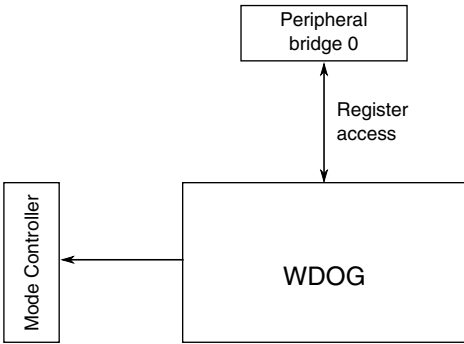 Peripheral
bridge 0
Register
access
Mode Controller
WDOG